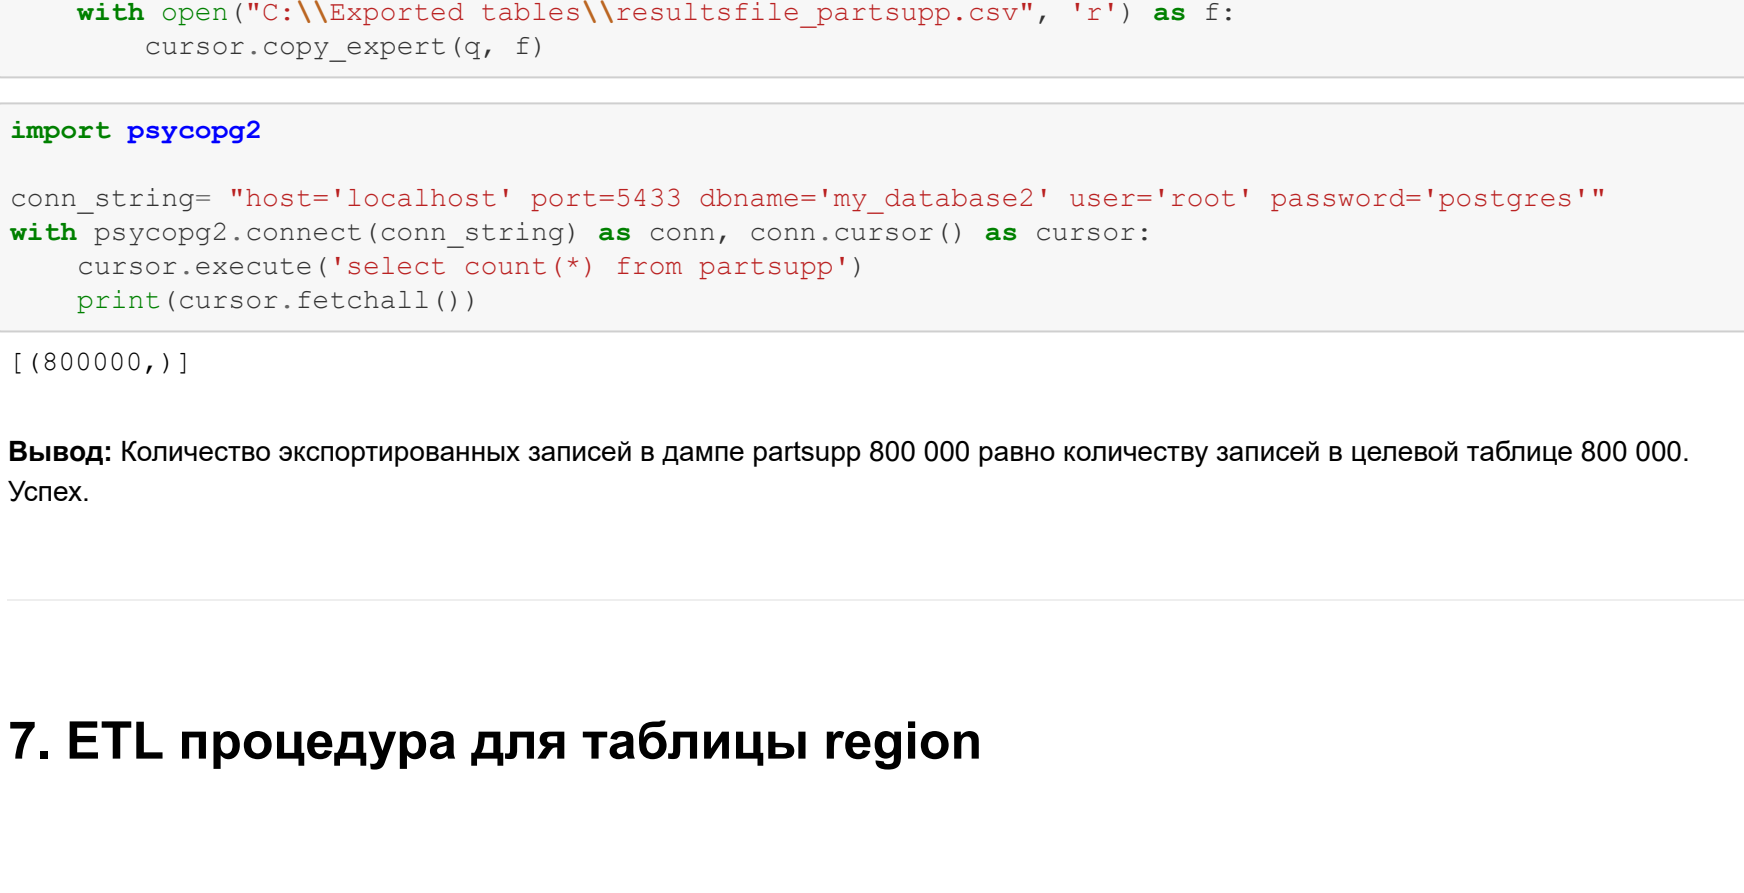 with open("C:\\Exported tables\\resultsfile_partsupp.csv", 'r') as f:
        cursor.copy_expert(q, f)
import psycopg2
conn_string= "host='localhost' port=5433 dbname='my_database2' user='root' password='postgres'"
with psycopg2.connect(conn_string) as conn, conn.cursor() as cursor:
    cursor.execute('select count(*) from partsupp')
    print(cursor.fetchall())
[(800000,)]
Вывод: Количество экспортированных записей в дампе partsupp 800 000 равно количеству записей в целевой таблице 800 000.
Успех.
7. ETL процедура для таблицы region